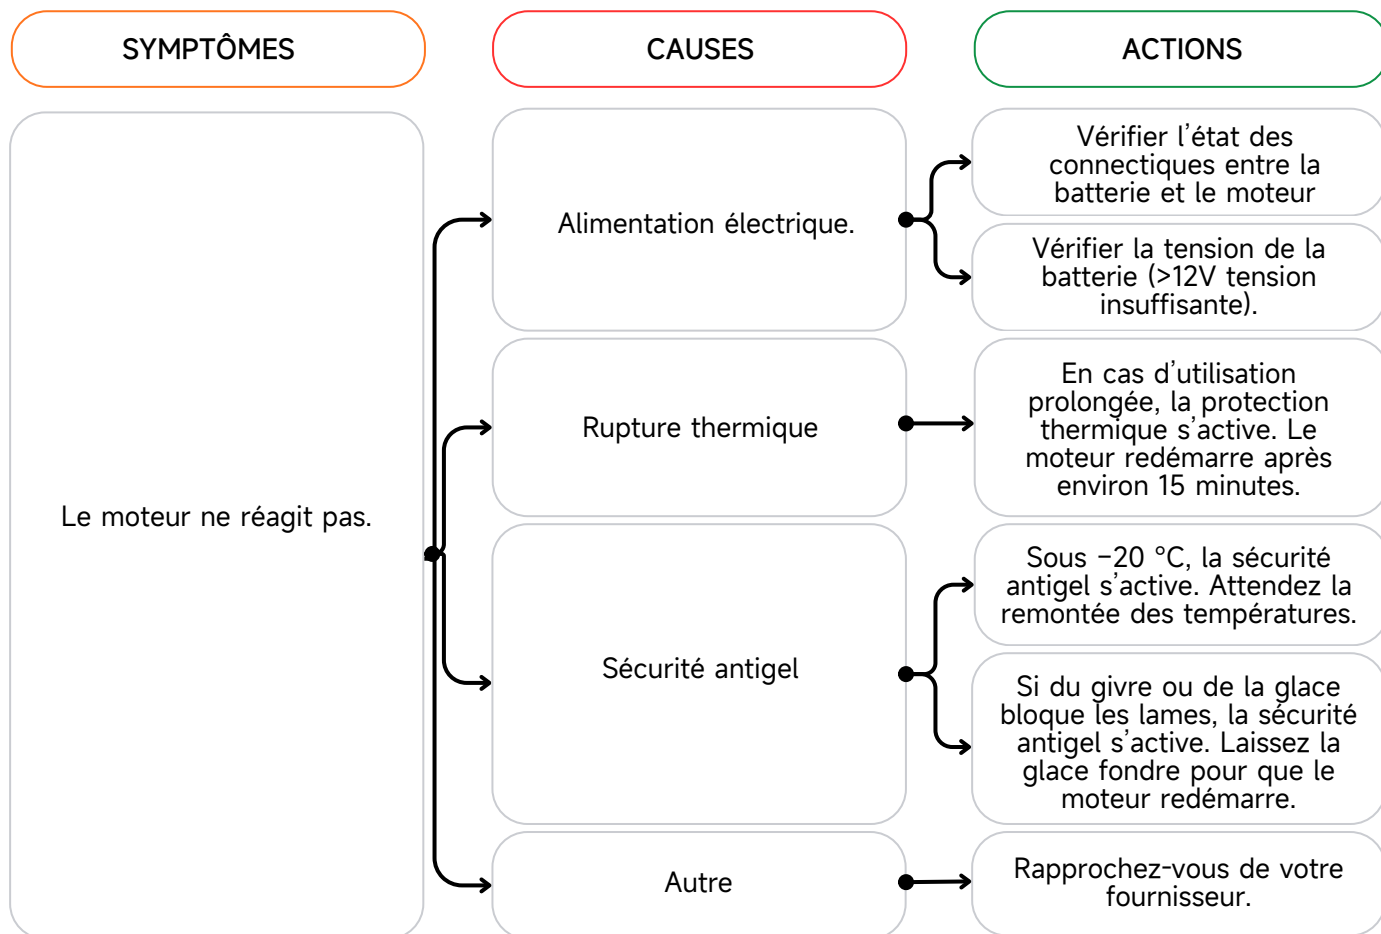 SYMPTÔMES
CAUSES
ACTIONS
Le moteur ne réagit pas.
Alimentation électrique.
Vérifier l’état des
connectiques entre la
batterie et le moteur
Vérifier la tension de la
batterie (>12V tension
insuffisante).
Rupture thermique
En cas d’utilisation
prolongée, la protection
thermique s’active. Le
moteur redémarre après
environ 15 minutes.
Sécurité antigel
Sous −20 °C, la sécurité
antigel s’active. Attendez la
remontée des températures.
Si du givre ou de la glace
bloque les lames, la sécurité
antigel s’active. Laissez la
glace fondre pour que le
moteur redémarre.
Autre
Rapprochez-vous de votre
fournisseur.